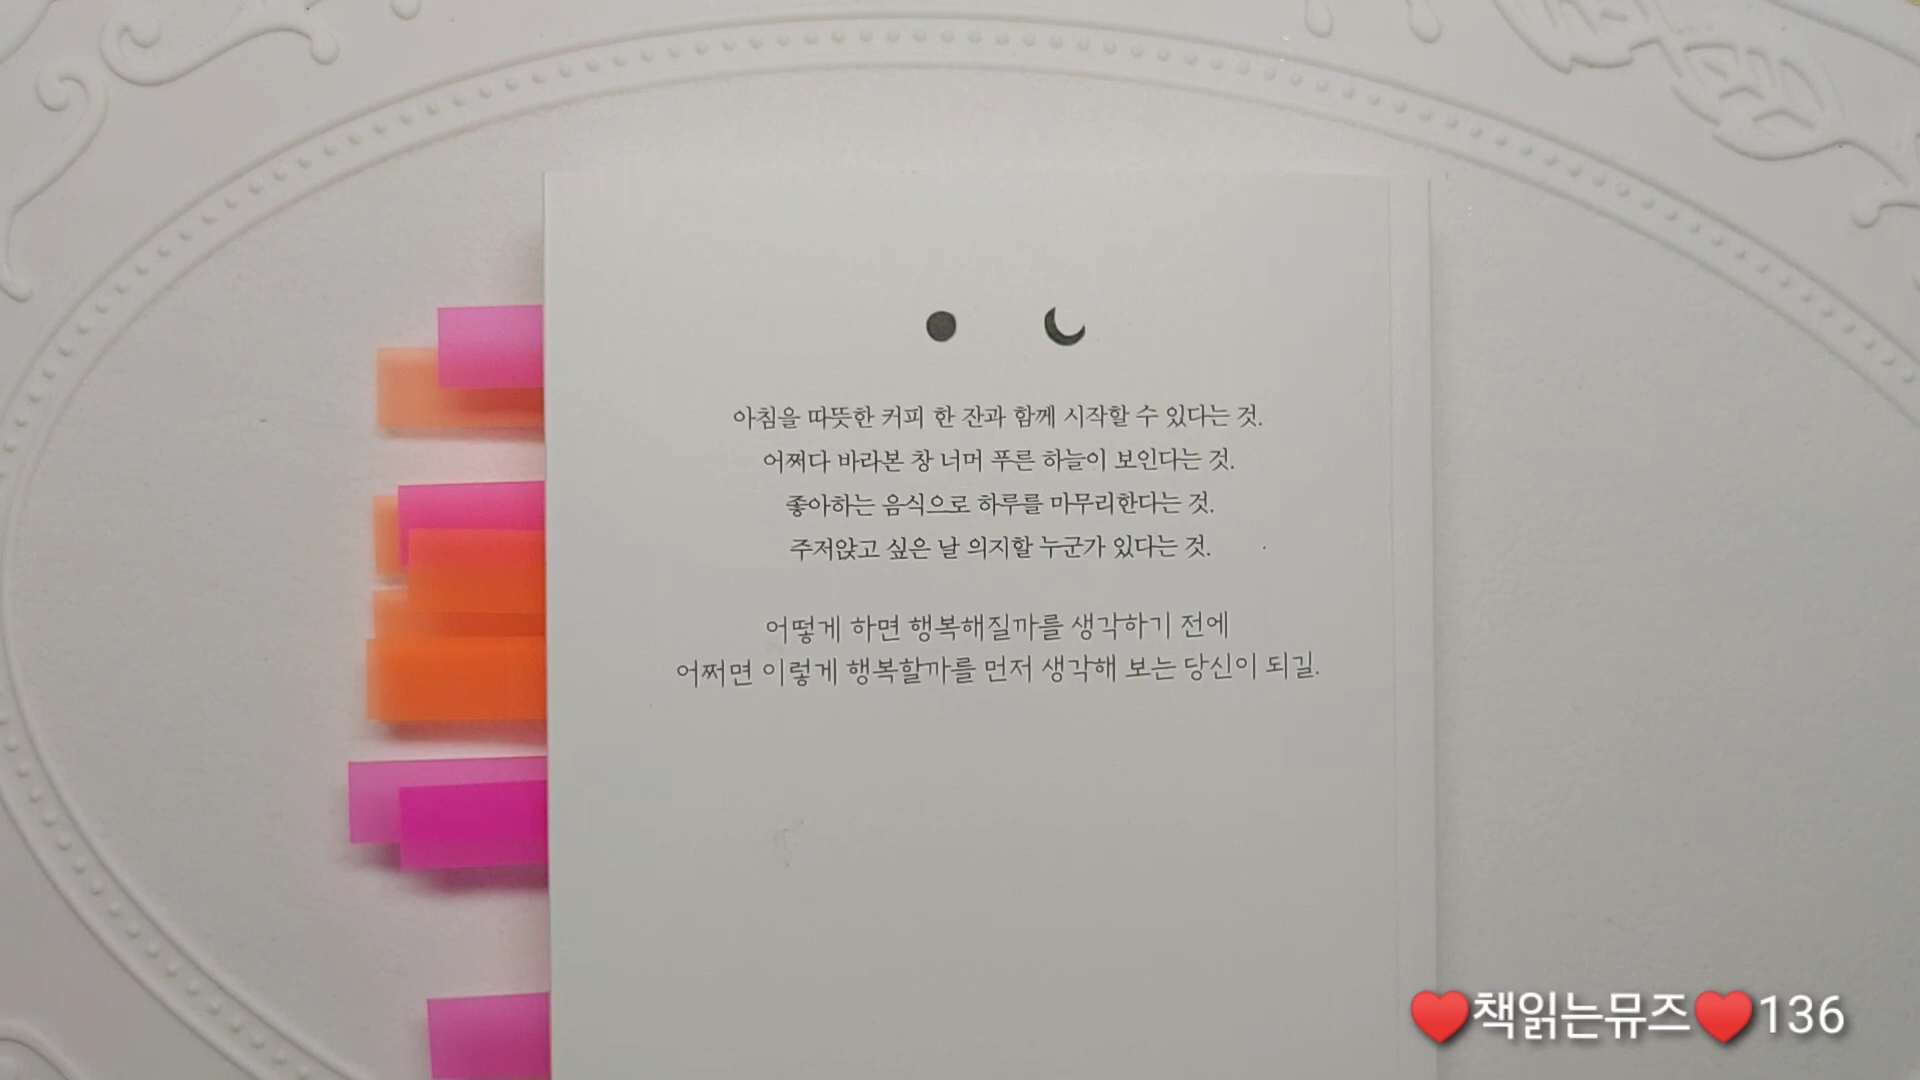 아침을 따뜻한 커피 한 잔과 함께 시작할 수 있다는 것.
어쩌다 바라본 창 너머 푸른 하늘이 보인다는 것.
좋아하는 음식으로 하루를 마무리한다는 것.
주저앉고 싶은 날 의지할 누군가 있다는 것.
어떻게 하면 행복해질까를 생각하기 전에
어쩌면 이렇게 행복할까를 먼저 생각해 보는 당신이 되길.
♥책읽는뮤즈♥136